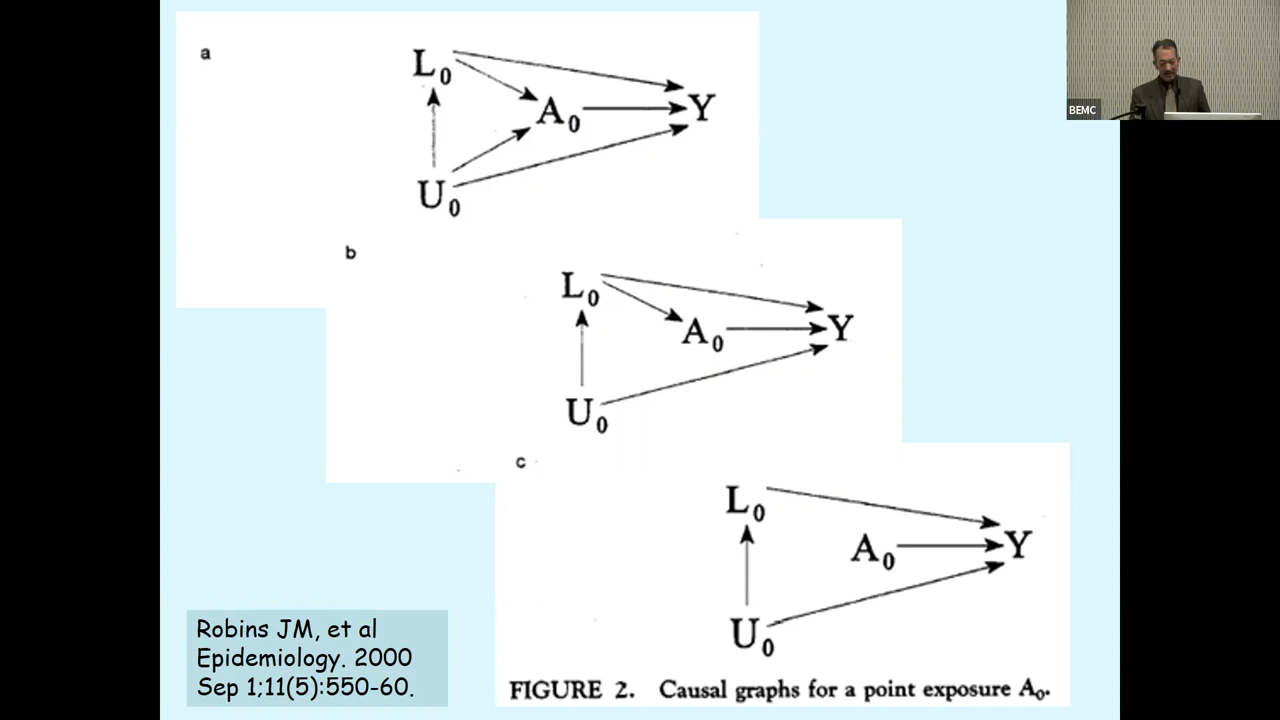 a
L0
A0
Y
U0
b
L0
A0
Y
U0
c
L0
A0
Y
U0
FIGURE 2. Causal graphs for a point exposure A0.
Robins JM, et al
Epidemiology. 2000
Sep 1;11(5):550-60.
BEMC